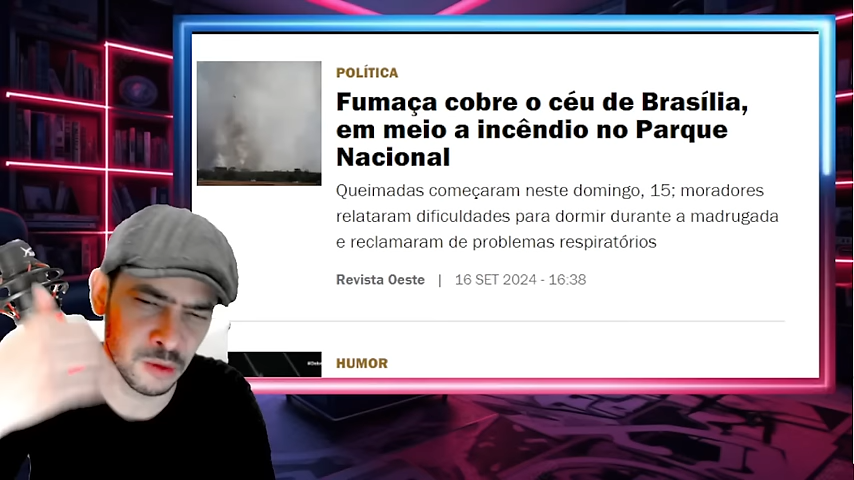 POLÍTICA
Fumaça cobre o céu de Brasília,
em meio a incêndio no Parque
Nacional
Queimadas começaram neste domingo, 15; moradores
relataram dificuldades para dormir durante a madrugada
e reclamaram de problemas respiratórios
Revista Oeste | 16 SET 2024 - 16:38
HUMOR